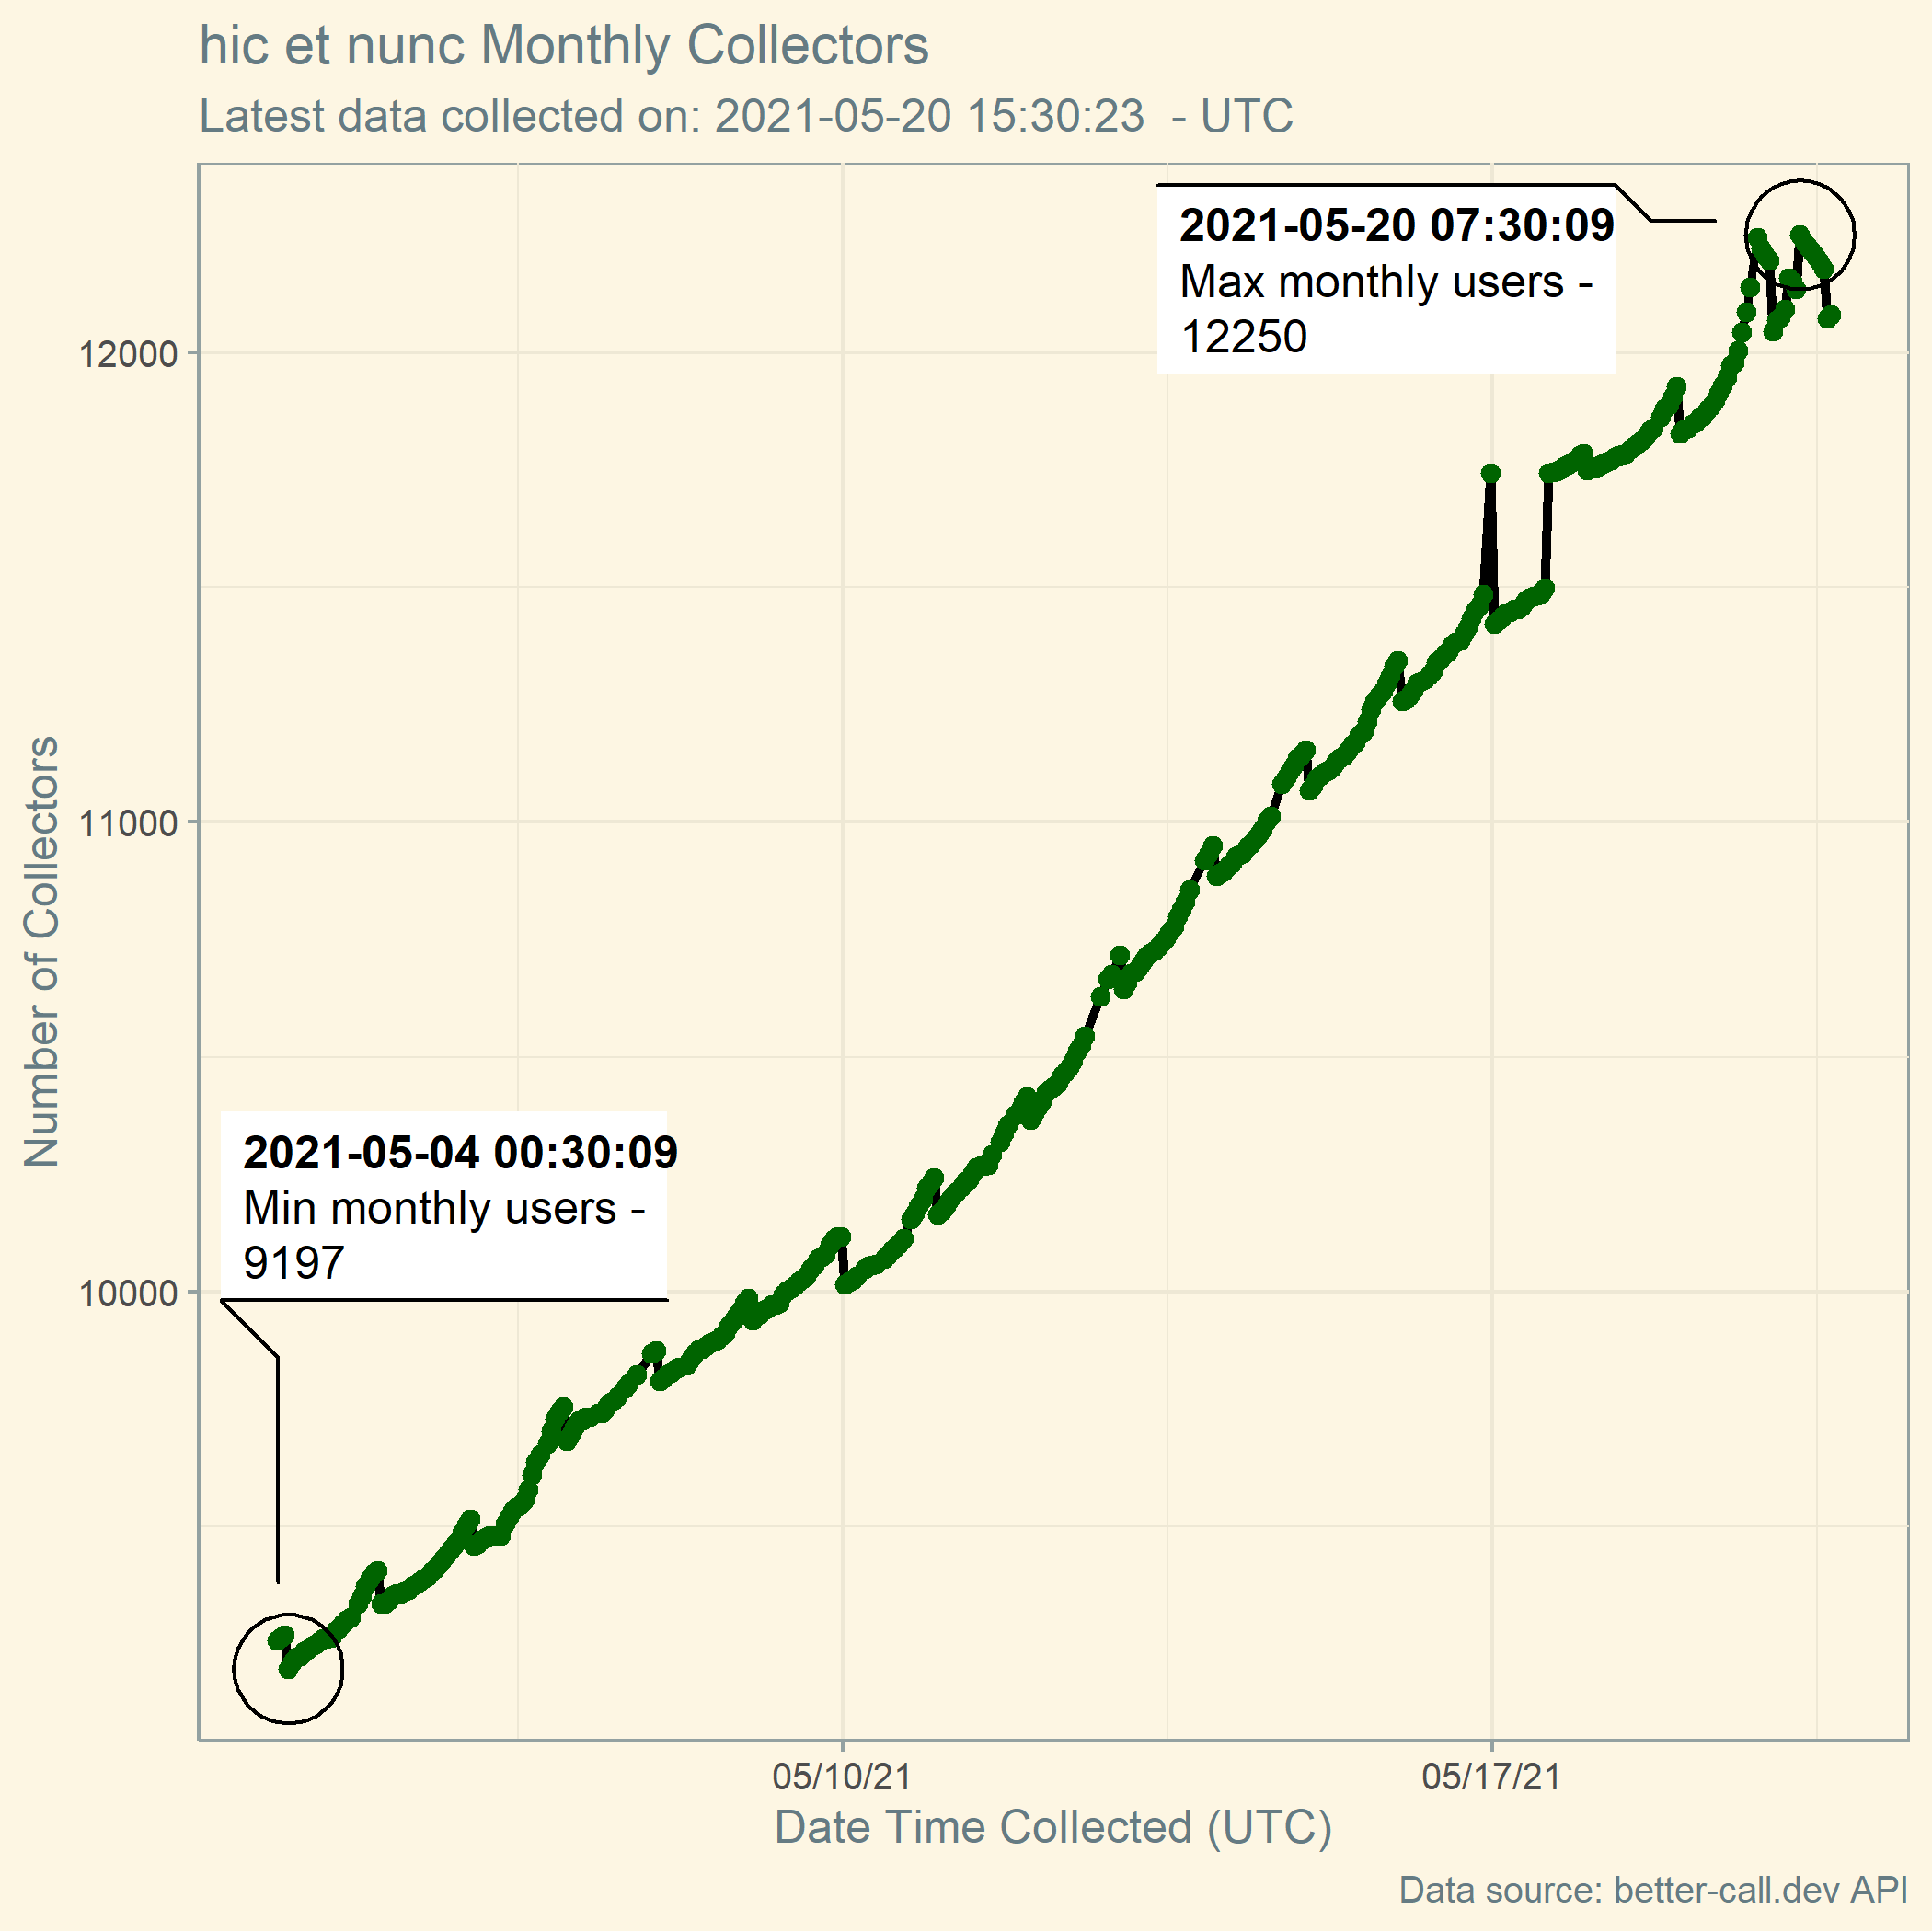 hic et nunc Monthly Collectors
Latest data collected on: 2021-05-20 15:30:23  - UTC
2021-05-20 07:30:09
Max monthly users -
12250
12000
11000
10000
Number of Collectors
2021-05-04 00:30:09
Min monthly users -
9197
05/10/21
05/17/21
Date Time Collected (UTC)
Data source: better-call.dev API